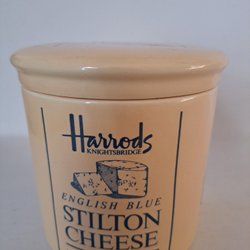 Harrods
KNIGHTSBRIDGE
ENGLISH BLUE
STILTON
CHEESE